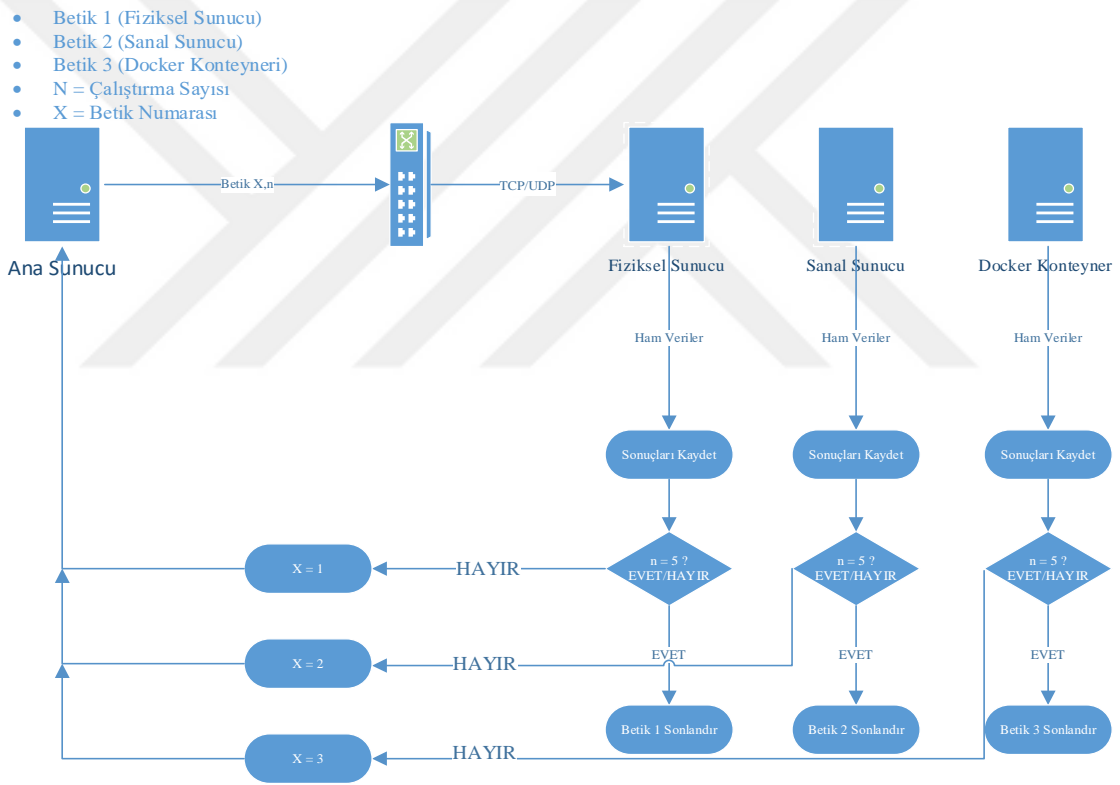 Betik 1 (Fiziksel Sunucu)
Betik 2 (Sanal Sunucu)
Betik 3 (Docker Konteyneri)
N = Çalıştırma Sayısı
X = Betik Numarası
Betik X,n
TCP/UDP
Ana Sunucu
Fiziksel Sunucu
Sanal Sunucu
Docker Konteyner
Ham Veriler
Ham Veriler
Ham Veriler
Sonuçları Kaydet
Sonuçları Kaydet
Sonuçları Kaydet
X = 1
HAYIR
n = 5 ?
EVET/HAYIR
n = 5 ?
EVET/HAYIR
n = 5 ?
EVET/HAYIR
X = 2
HAYIR
EVET
EVET
EVET
Betik 1 Sonlandır
Betik 2 Sonlandır
Betik 3 Sonlandır
X = 3
HAYIR